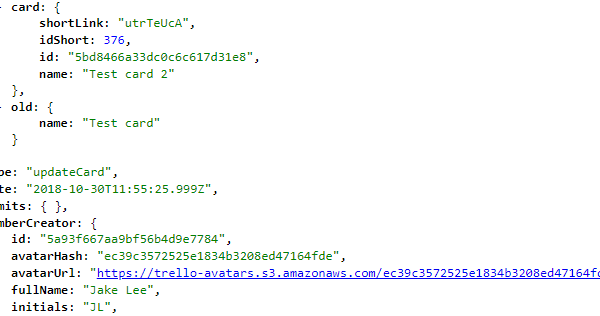 - card: {
shortLink: "utrTeUcA",
idShort: 376,
id: "5bd8466a33dc0c6c617d31e8",
name: "Test card 2"
},
- old: {
name: "Test card"
}
pe: "updateCard",
te: "2018-10-30T11:55:25.999Z",
mits: { },
mberCreator: {
id: "5a93f667aa9bf56b4d9e7784",
avatarHash: "ec39c3572525e1834b3208ed47164fde",
avatarUrl: "https://trello-avatars.s3.amazonaws.com/ec39c3572525e1834b3208ed47164fd
fullName: "Jake Lee",
initials: "JL",